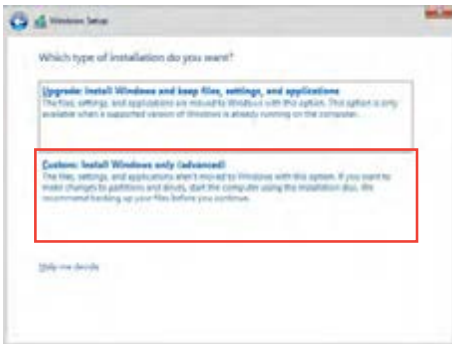 Windows Setup
Which type of installation do you want?
Upgrade: Install Windows and keep files, settings, and applications
The files, settings, and applications are moved to Windows with this option. This option is only
available when a supported version of Windows is already running on the computer.
Custom: Install Windows only (advanced)
The files, settings, and applications aren't moved to Windows with this option. If you want to
make changes to partitions and drives, start the computer using the installation disc. We
recommend backing up your files before you continue.
Help me decide